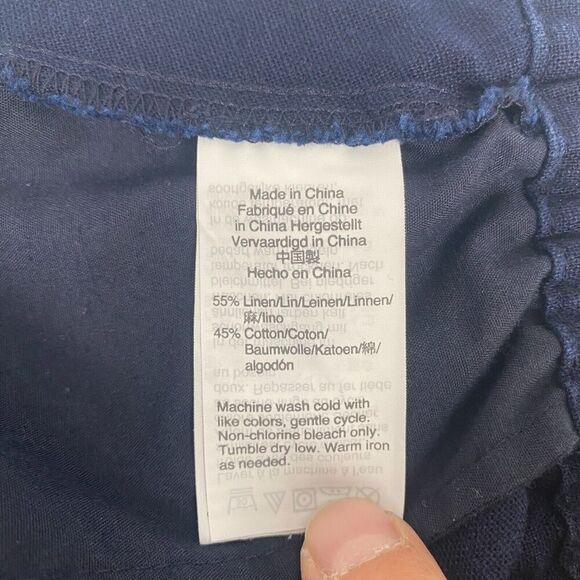 Made in China
Fabriqué en Chine
in China Hergestellt
Vervaardigd in China
中国製
Hecho en China
55% Linen/Lin/Leinen/Linnen/
麻/lino
45% Cotton/Coton/
Baumwolle/Katoen/綿/
algodón
Machine wash cold with
like colors, gentle cycle.
Non-chlorine bleach only.
Tumble dry low. Warm iron
as needed.